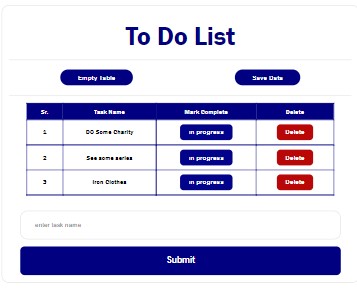 To Do List
Empty Table Save Data
Sr. Task Name Mark Complete Delete
1 DO Some Charity in progress Delete
2 See some series in progress Delete
3 Iron Clothes in progress Delete
enter task name
Submit